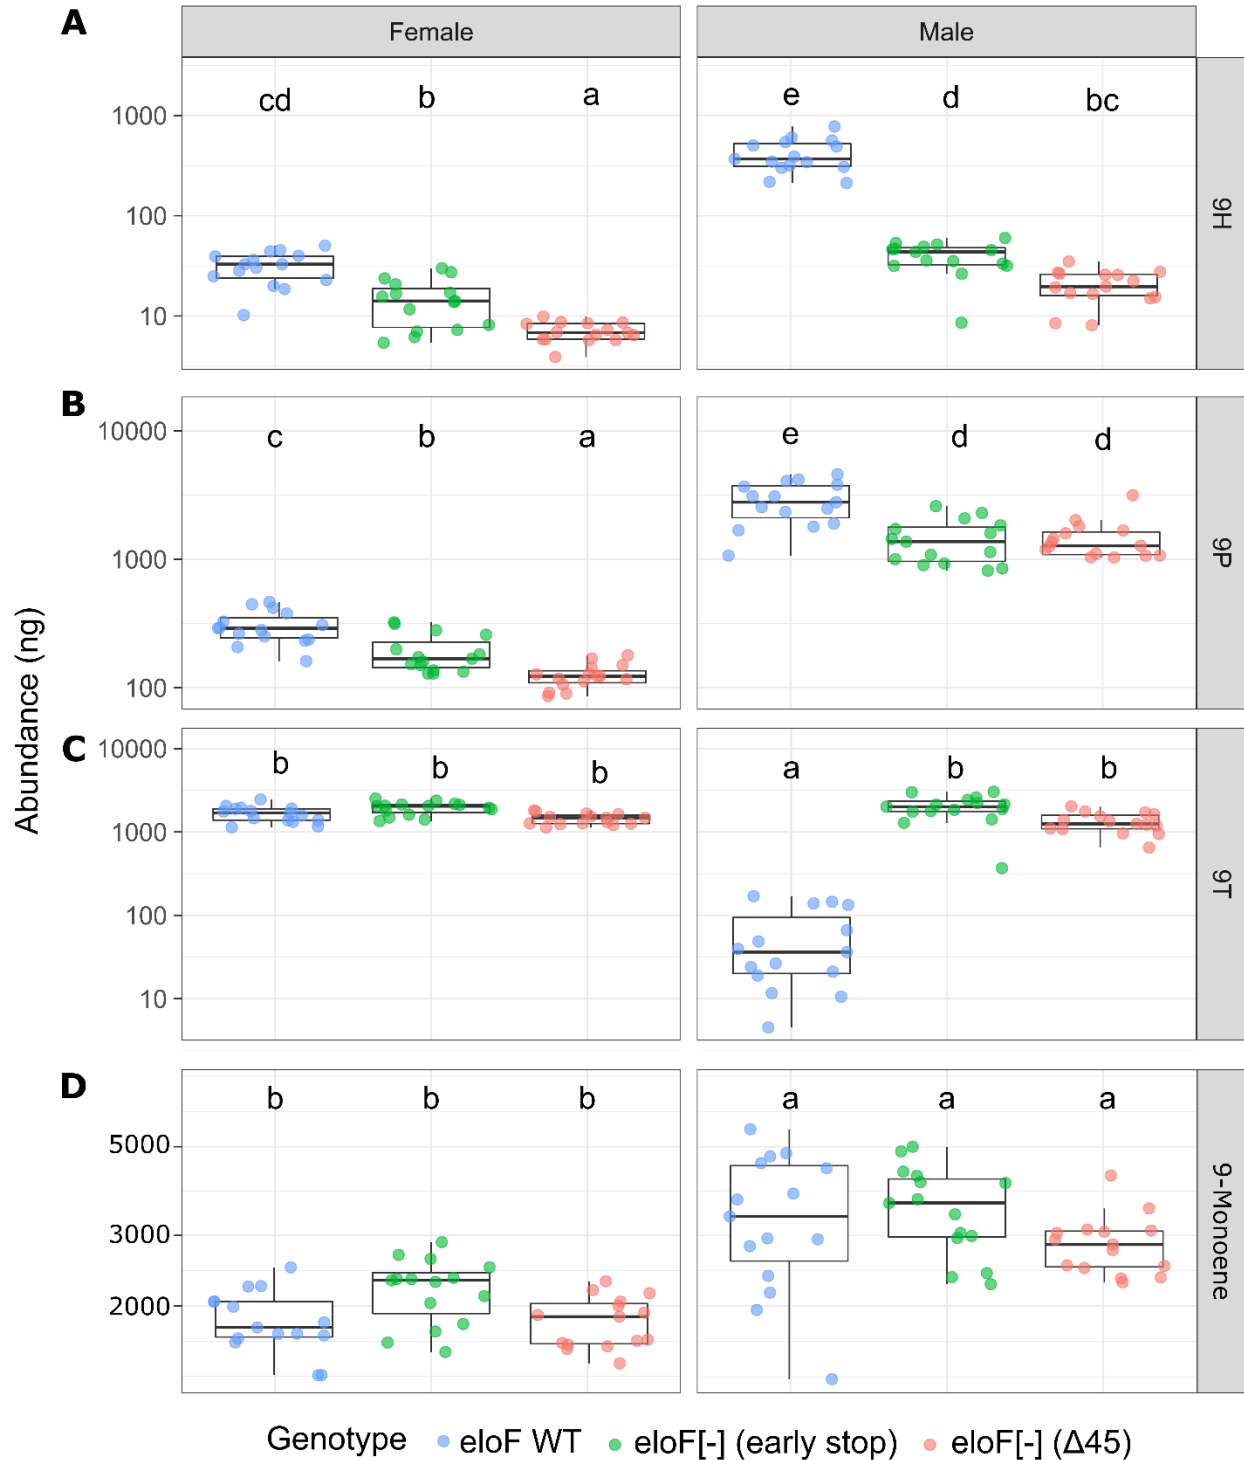 A
Female
Male
cd
b
a
e
d
bc
1000
100
10
9H
B
c
b
a
e
d
d
10000
1000
100
9P
Abundance (ng)
C
b
b
b
a
b
b
10000
1000
100
10
9T
D
b
b
b
a
a
a
5000
3000
2000
9-Monoene
Genotype eloF WT eloF[-] (early stop) eloF[-] (Δ45)